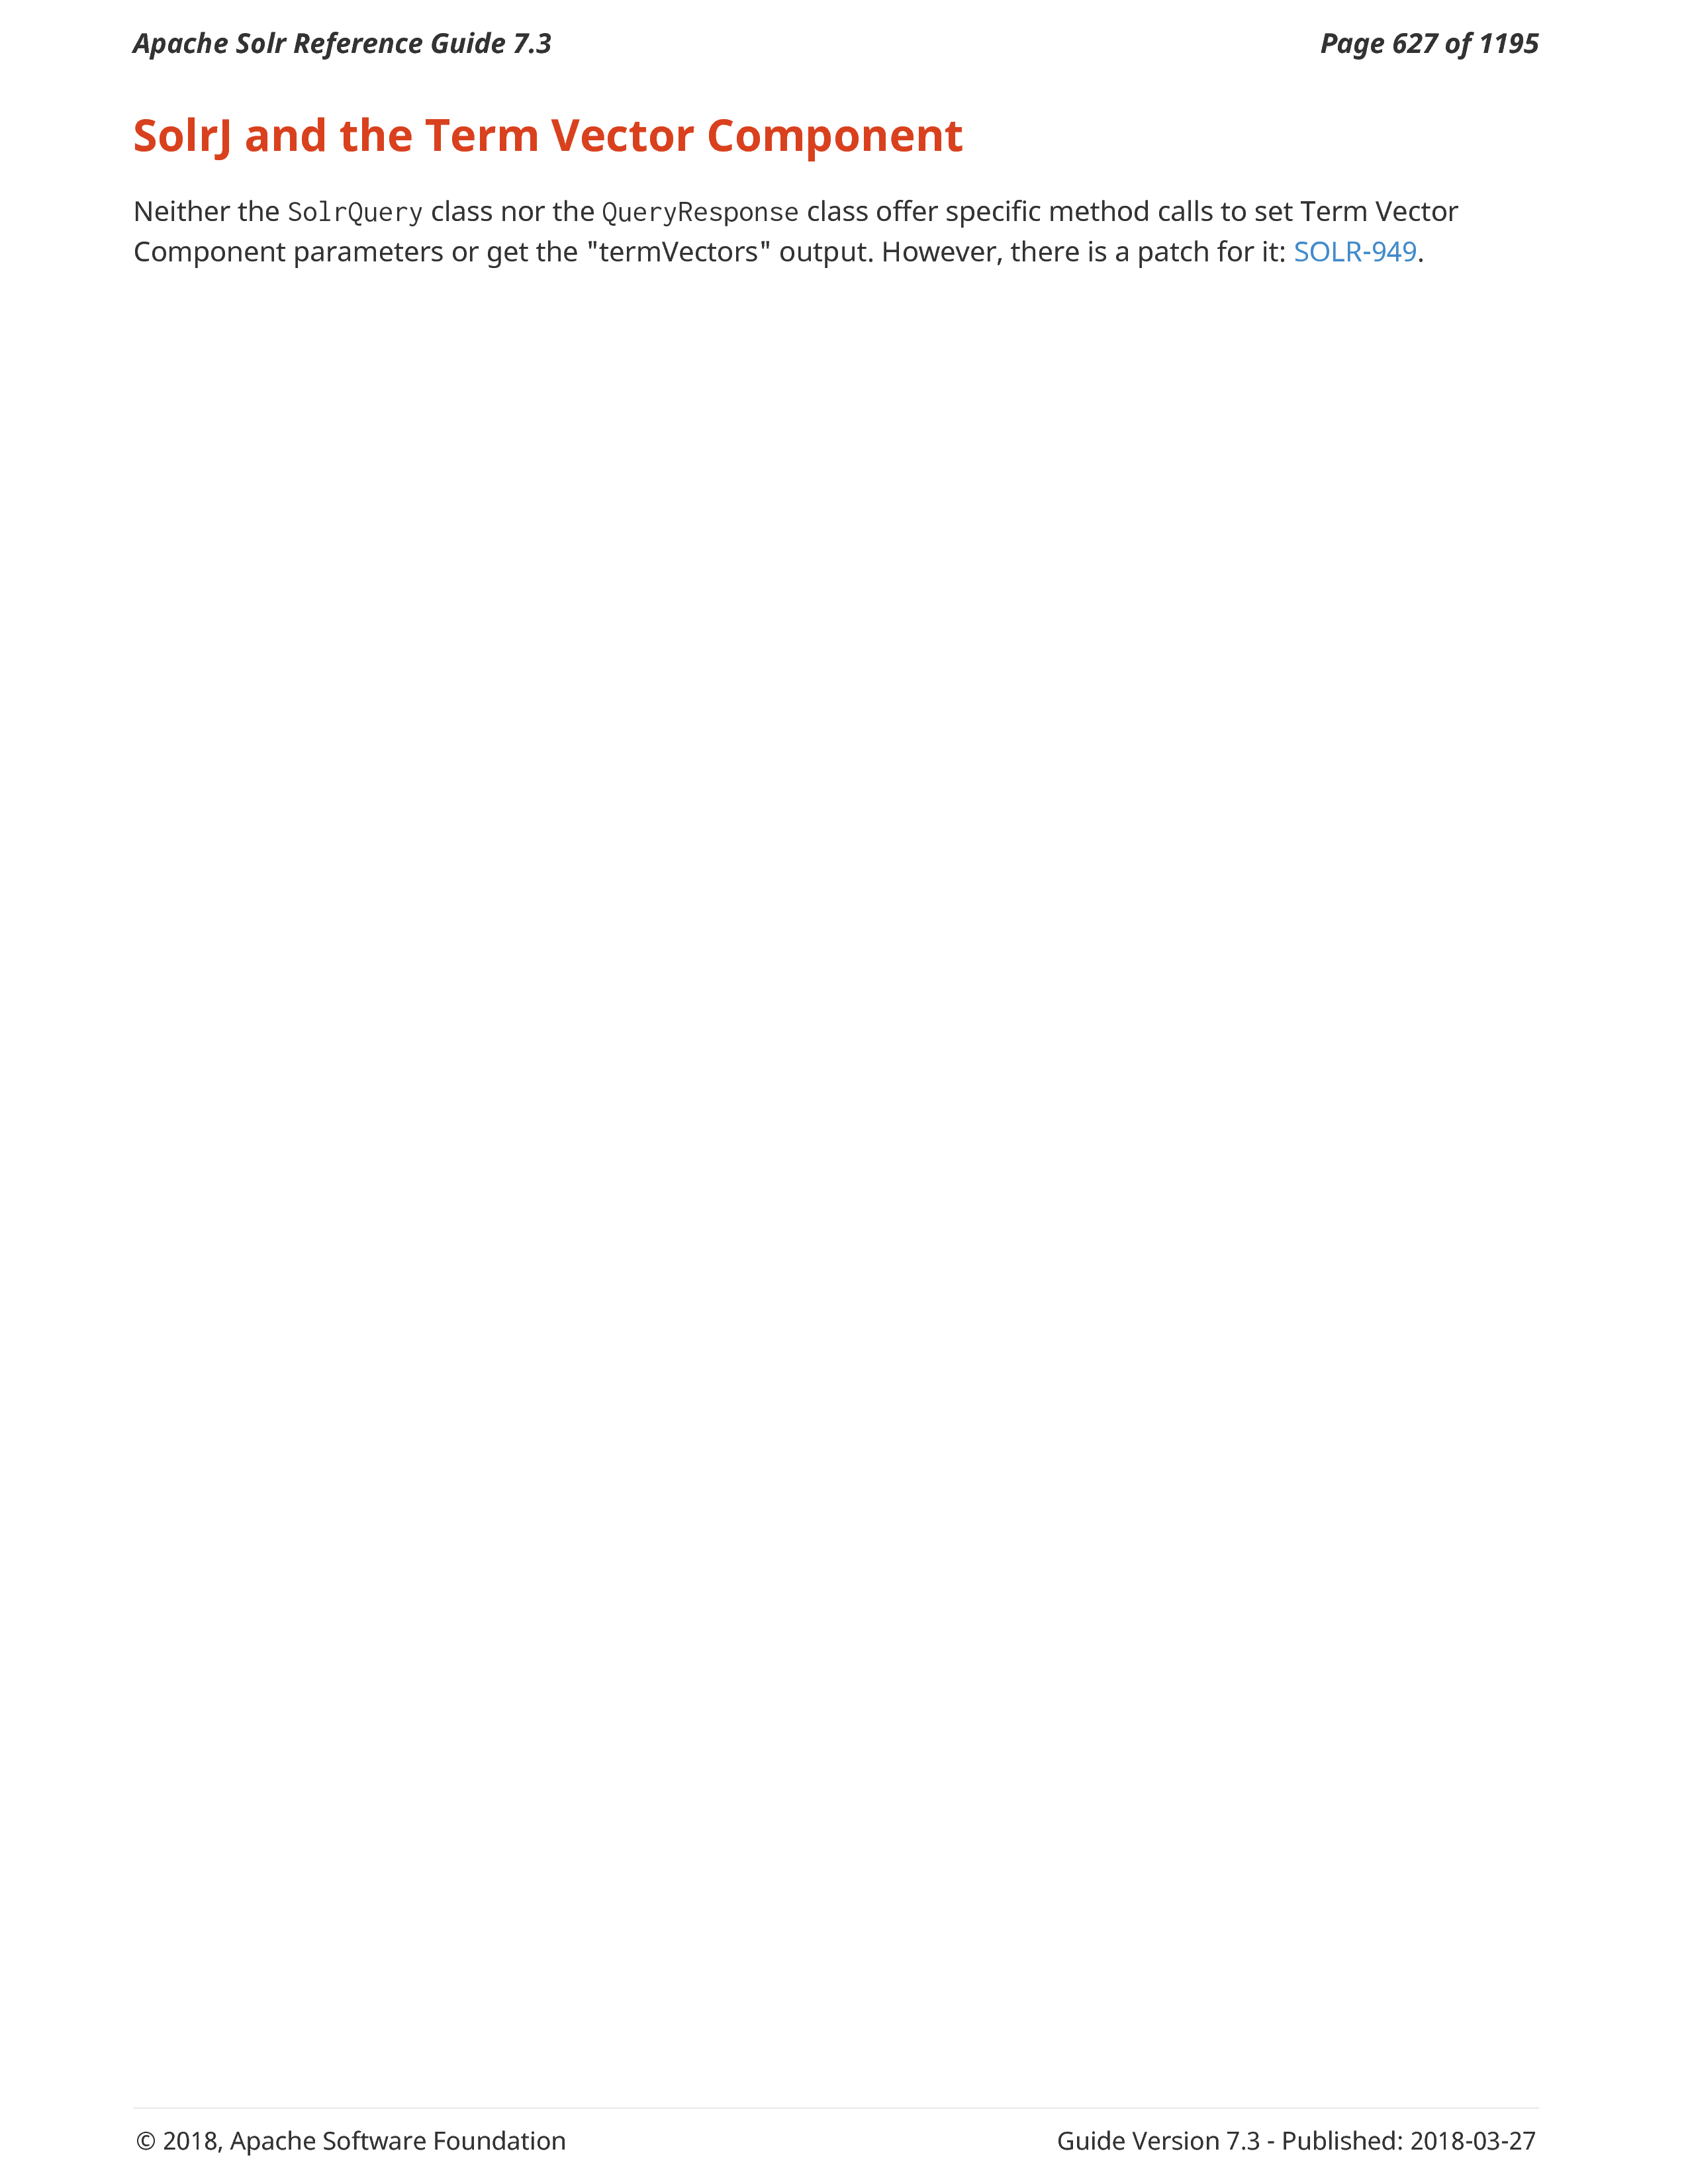 Apache Solr Reference Guide 7.3
Page 627 of 1195
SolrJ and the Term Vector Component
Neither the SolrQuery class nor the QueryResponse class offer specific method calls to set Term Vector
Component parameters or get the "termVectors" output. However, there is a patch for it: SOLR-949.
© 2018, Apache Software Foundation
Guide Version 7.3 - Published: 2018-03-27